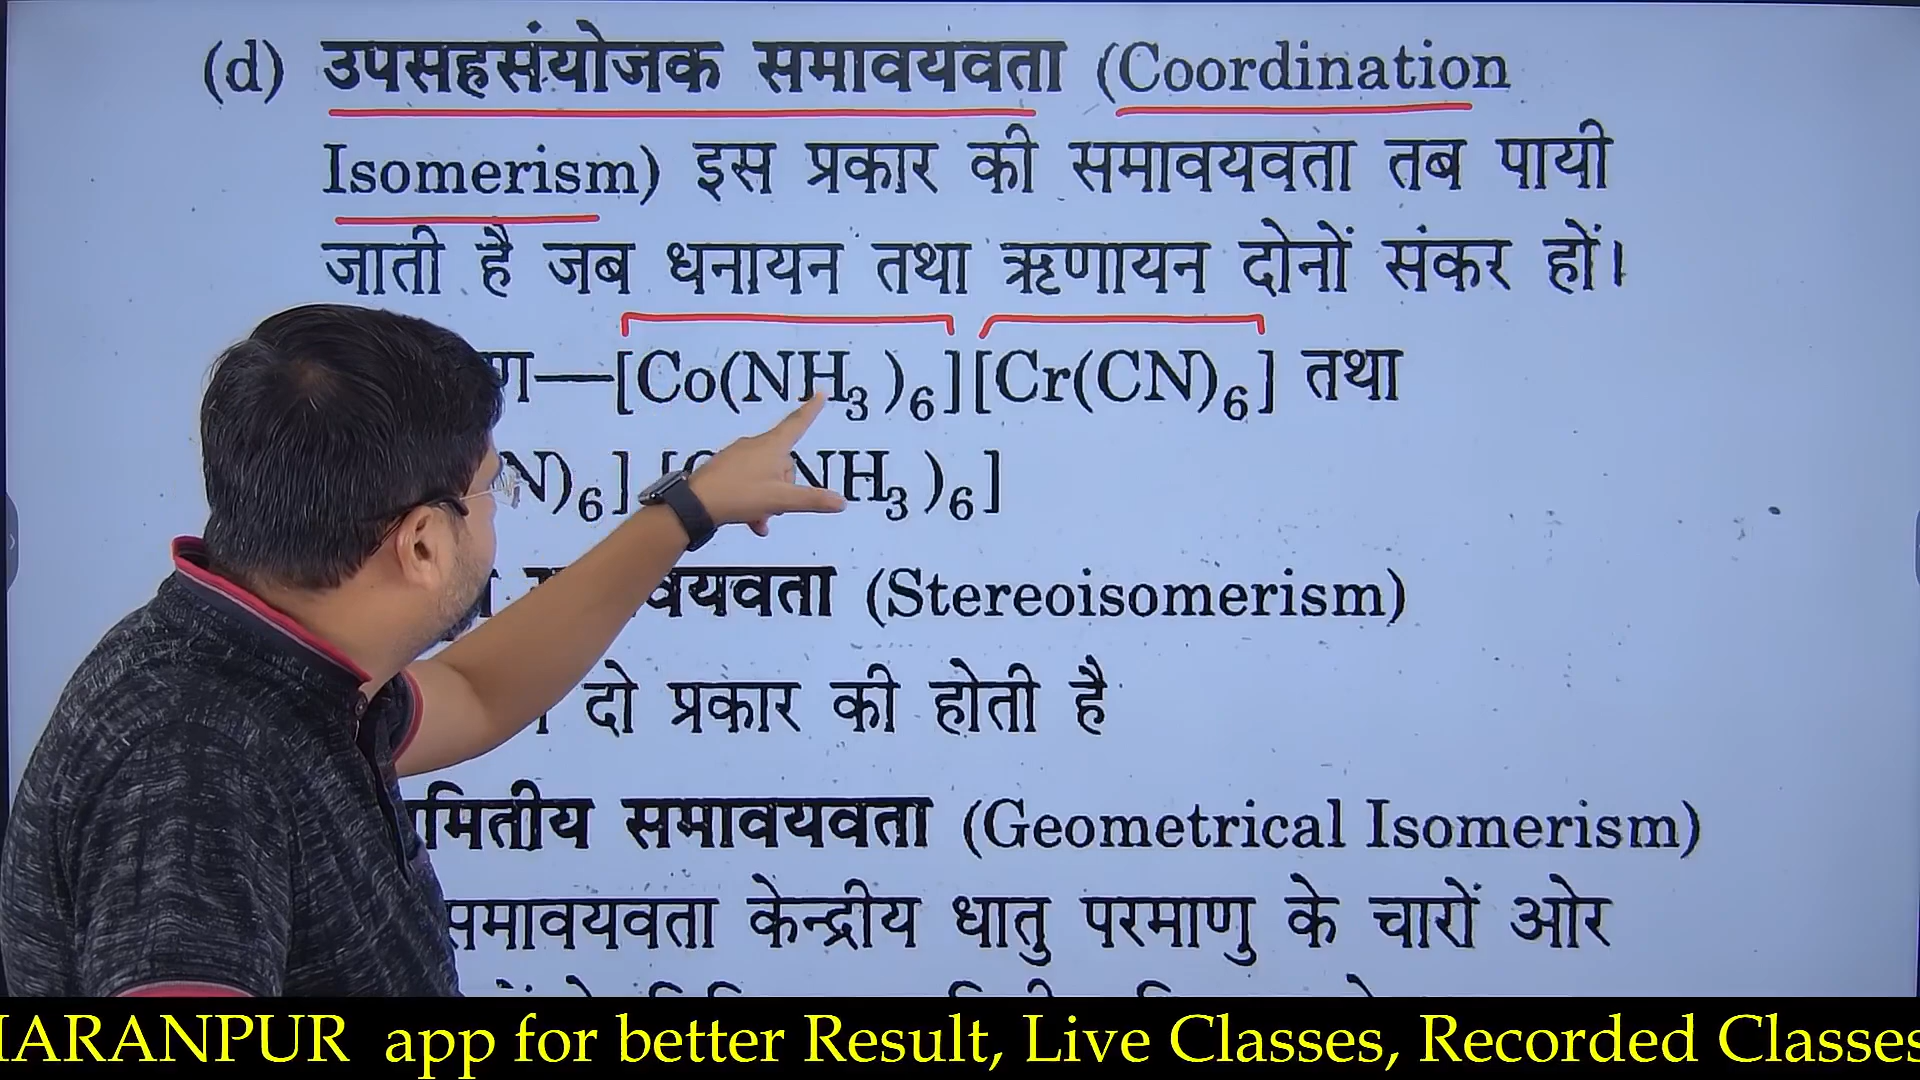 (d) उपसहसंयोजक समावयवता (Coordination
Isomerism) इस प्रकार की समावयवता तब पायी
जाती है जब धनायन तथा ऋणायन दोनों संकर हों।
—[Co(NH₃)₆][Cr(CN)₆] तथा
N)₆] NH₃)₆]
(Stereoisomerism)
दो प्रकार की होती है
समावयवता (Geometrical Isomerism)
समावयवता केन्द्रीय धातु परमाणु के चारों ओर
app for better Result, Live Classes, Recorded Classes